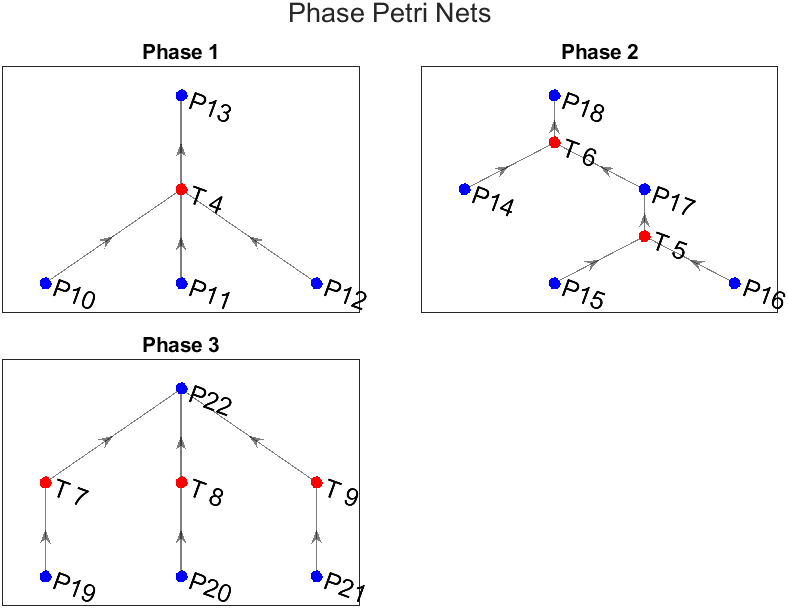 Phase Petri Nets
Phase 1
P13
T 4
P10
P11
P12
Phase 2
P18
T 6
P14
P17
T 5
P15
P16
Phase 3
P22
T 7
T 8
T 9
P19
P20
P21